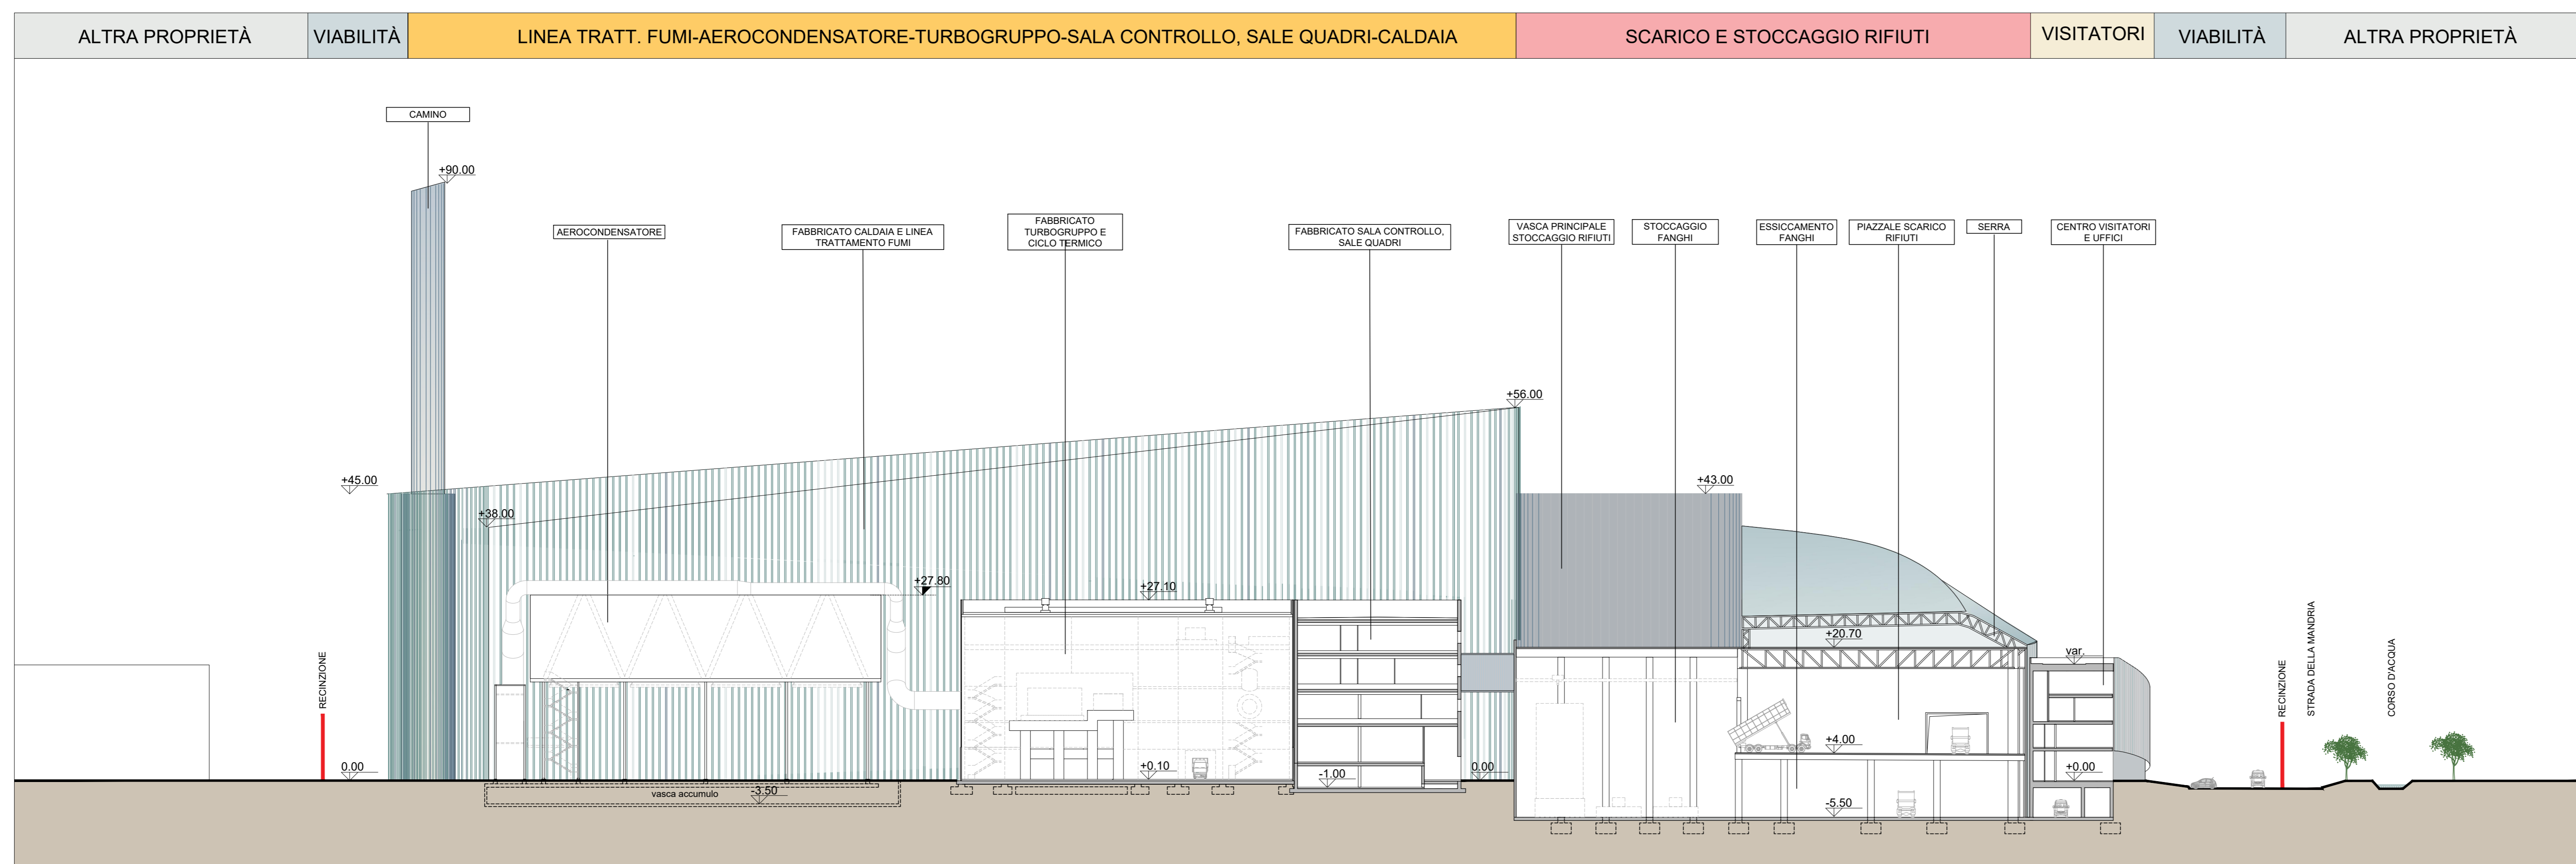 ALTRA PROPRIETÀ
VIABILITÀ
LINEA TRATT. FUMI-AEROCONDENSATORE-TURBOGRUPPO-SALA CONTROLLO, SALE QUADRI-CALDAIA
SCARICO E STOCCAGGIO RIFIUTI
VISITATORI
VIABILITÀ
ALTRA PROPRIETÀ
CAMINO
+90.00
AEROCONDENSATORE
FABBRICATO CALDAIA E LINEA
TRATTAMENTO FUMI
FABBRICATO
TURBOGRUPPO E
CICLO TERMICO
FABBRICATO SALA CONTROLLO,
SALE QUADRI
VASCA PRINCIPALE
STOCCAGGIO RIFIUTI
STOCCAGGIO
FANGHI
ESSICCAMENTO
FANGHI
PIAZZALE SCARICO
RIFIUTI
SERRA
CENTRO VISITATORI
E UFFICI
+56.00
+45.00
+43.00
+38.00
+27.80
+27.10
+20.70
var.
RECINZIONE
0.00
vasca accumulo
-3.50
+0.10
-1.00
0.00
+4.00
-5.50
+0.00
RECINZIONE
STRADA DELLA MANDRIA
CORSO D'ACQUA